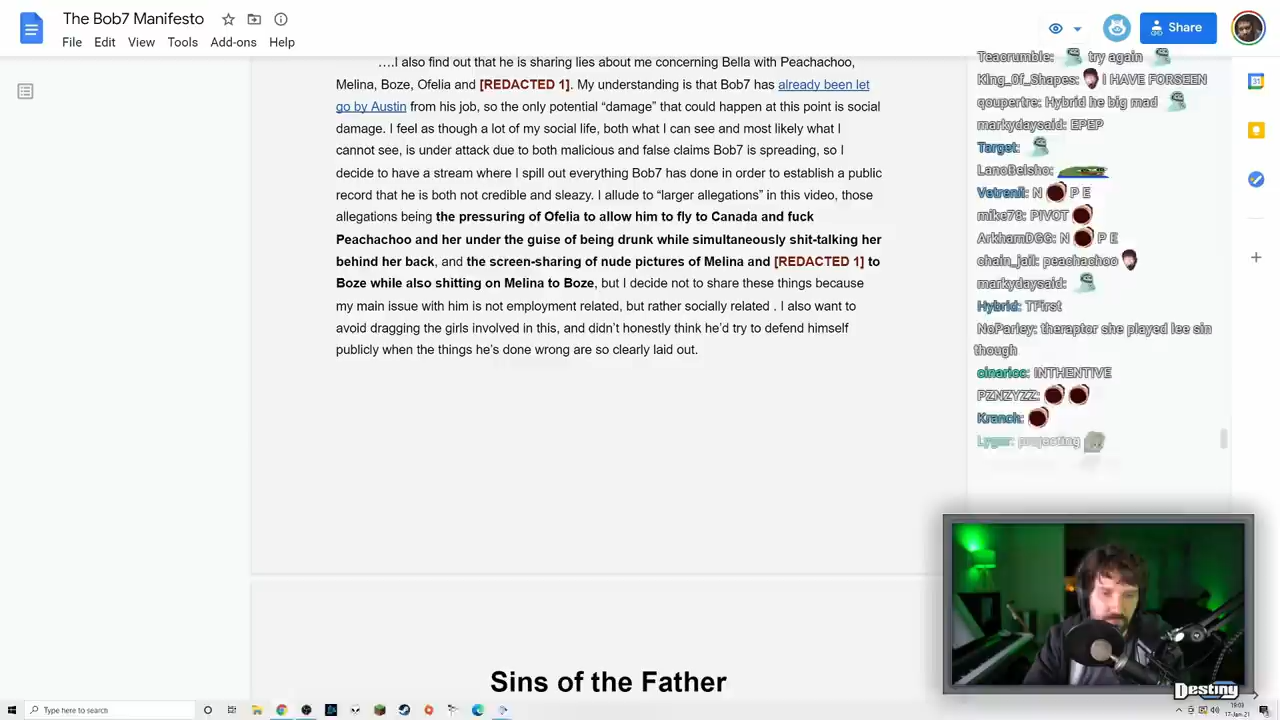 The Bob7 Manifesto
File Edit View Tools Add-ons Help
Share
….I also find out that he is sharing lies about me concerning Bella with Peachachoo,
Melina, Boze, Ofelia and [REDACTED 1]. My understanding is that Bob7 has already been let
go by Austin from his job, so the only potential “damage” that could happen at this point is social
damage. I feel as though a lot of my social life, both what I can see and most likely what I
cannot see, is under attack due to both malicious and false claims Bob7 is spreading, so I
decide to have a stream where I spill out everything Bob7 has done in order to establish a public
record that he is both not credible and sleazy. I allude to “larger allegations” in this video, those
allegations being the pressuring of Ofelia to allow him to fly to Canada and fuck
Peachachoo and her under the guise of being drunk while simultaneously shit-talking her
behind her back, and the screen-sharing of nude pictures of Melina and [REDACTED 1] to
Boze while also shitting on Melina to Boze, but I decide not to share these things because
my main issue with him is not employment related, but rather socially related . I also want to
avoid dragging the girls involved in this, and didn’t honestly think he’d try to defend himself
publicly when the things he’s done wrong are so clearly laid out.
Sins of the Father
Teacrumble: try again
King_0f_Shapes: I HAVE FORSEEN
qoupertre: Hybrid he big mad
markydaysaid: EPEP
Target:
LanoBelsho:
Vetrenii: N P E
mike78: PIVOT
ArkhamDGG: N P E
chain_jail: peachachoo
markydaysaid:
Hybrid: TFirst
NoParley: theraptor she played lee sin
though
cinarioc: INTHENTIVE
PZNZYZZ:
Kranch:
Lyger: projecting
31
Destiny
Type here to search
19:03
17-Jan-21